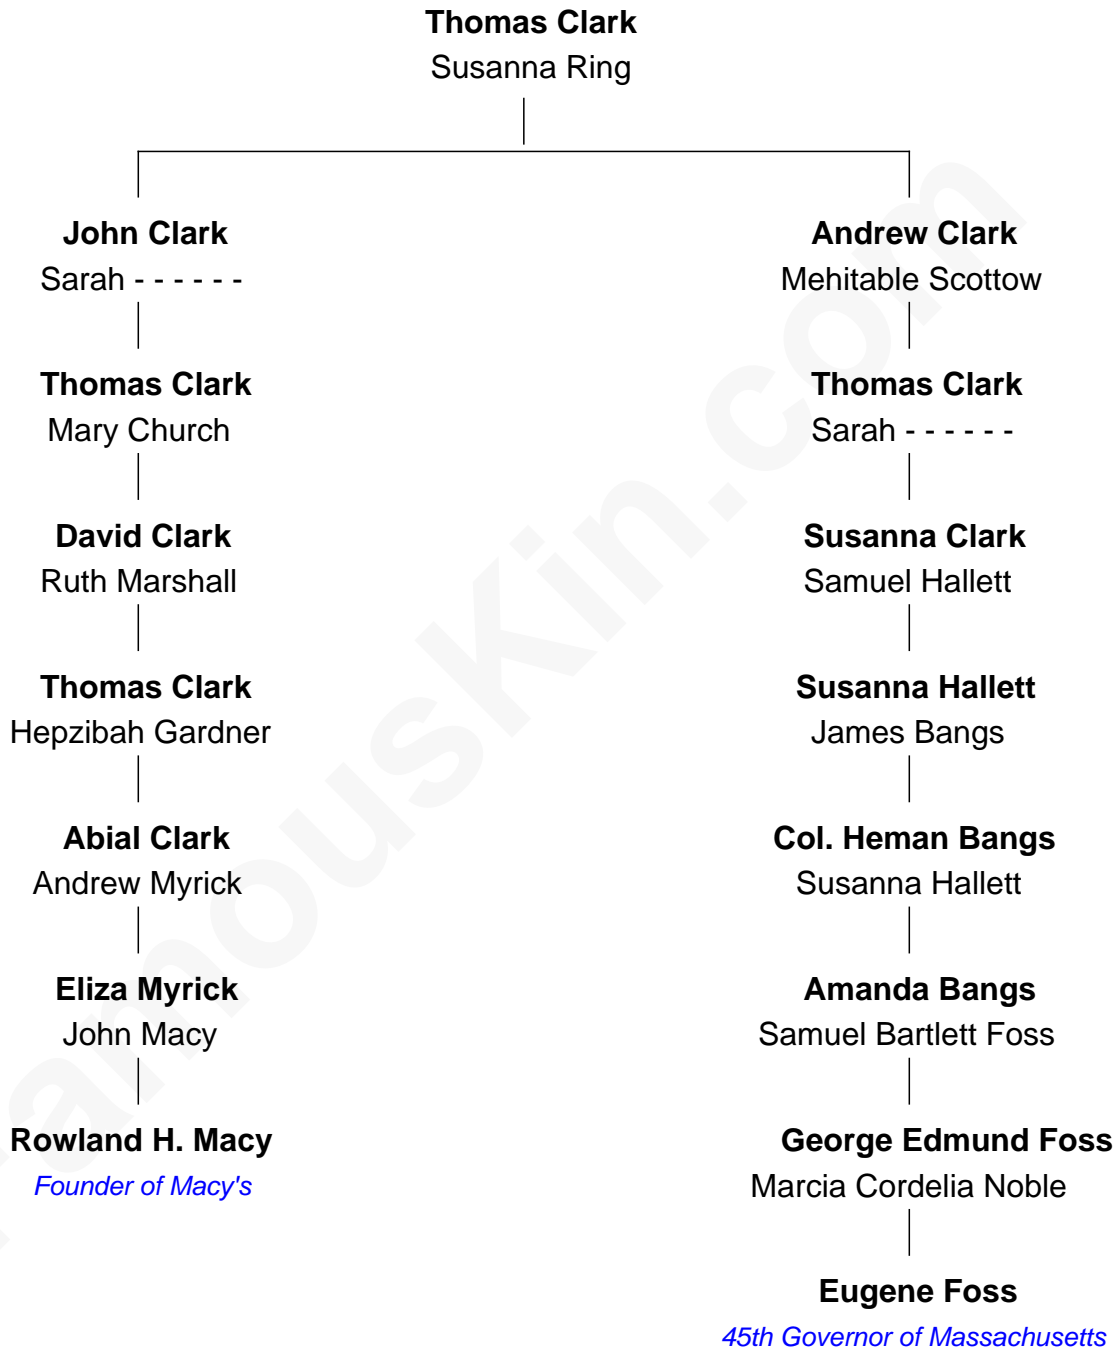 Thomas Clark
Susanna Ring
John Clark
Sarah - - - - - -
Andrew Clark
Mehitable Scottow
Thomas Clark
Mary Church
Thomas Clark
Sarah - - - - - -
David Clark
Ruth Marshall
Susanna Clark
Samuel Hallett
Thomas Clark
Hepzibah Gardner
Susanna Hallett
James Bangs
Abial Clark
Andrew Myrick
Col. Heman Bangs
Susanna Hallett
Eliza Myrick
John Macy
Amanda Bangs
Samuel Bartlett Foss
Rowland H. Macy
Founder of Macy's
George Edmund Foss
Marcia Cordelia Noble
Eugene Foss
45th Governor of Massachusetts
FamousKin.com